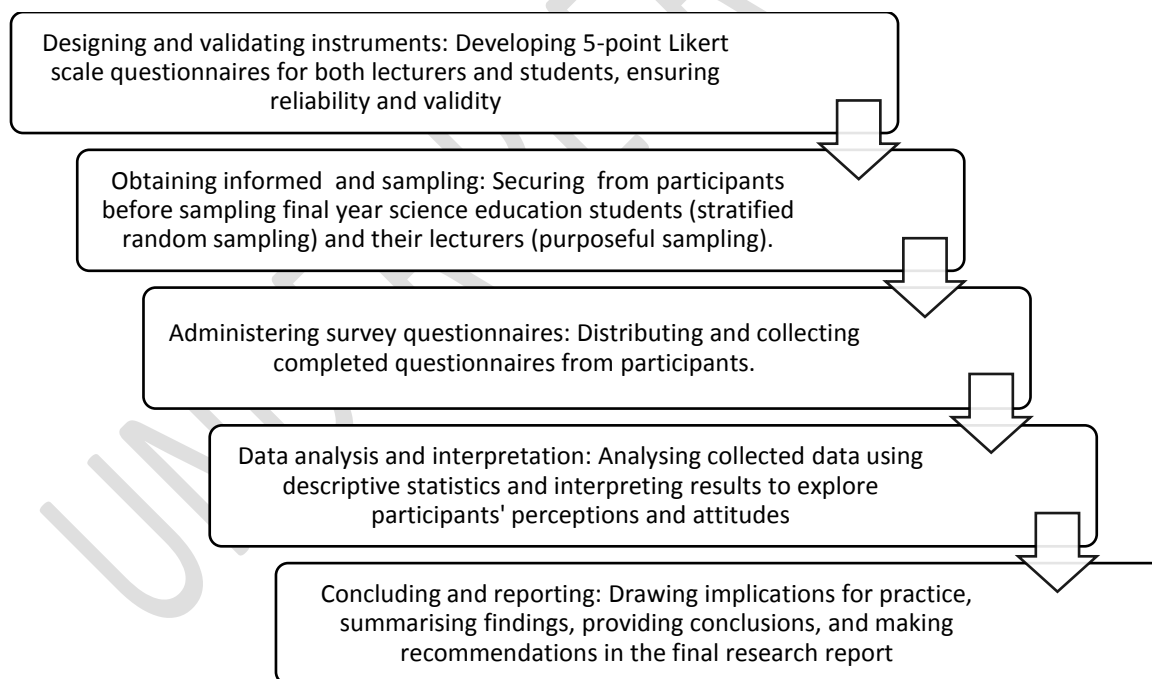 Designing and validating instruments: Developing 5-point Likert
scale questionnaires for both lecturers and students, ensuring
reliability and validity
Obtaining informed and sampling: Securing from participants
before sampling final year science education students (stratified
random sampling) and their lecturers (purposeful sampling).
Administering survey questionnaires: Distributing and collecting
completed questionnaires from participants.
Data analysis and interpretation: Analysing collected data using
descriptive statistics and interpreting results to explore
participants' perceptions and attitudes
Concluding and reporting: Drawing implications for practice,
summarising findings, providing conclusions, and making
recommendations in the final research report